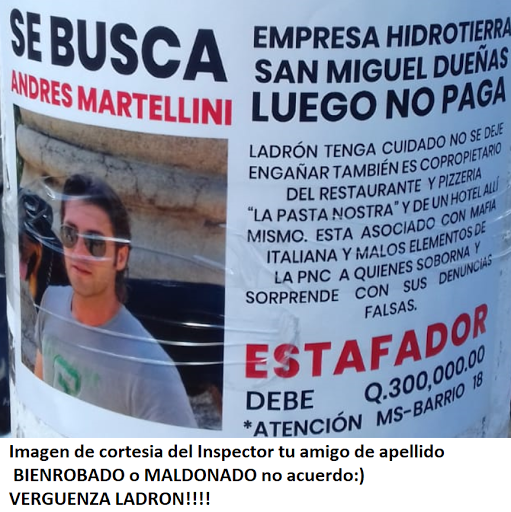 SE BUSCA
ANDRES MARTELLINI
EMPRESA HIDROTIERRA
SAN MIGUEL DUEÑAS
LUEGO NO PAGA
LADRÓN TENGA CUIDADO NO SE DEJE
ENGAÑAR TAMBIÉN ES COPROPIETARIO
DEL RESTAURANTE Y PIZZERIA
“LA PASTA NOSTRA” Y DE UN HOTEL ALLÍ
MISMO. ESTA ASOCIADO CON MAFIA
ITALIANA Y MALOS ELEMENTOS DE
LA PNC A QUIENES SOBORNA Y
SORPRENDE CON SUS DENUNCIAS
FALSAS.
ESTAFADOR
DEBE Q.300,000.00
*ATENCIÓN MS-BARRIO 18
Imagen de cortesia del Inspector tu amigo de apellido
BIENROBADO o MALDONADO no acuerdo:)
VERGUENZA LADRON!!!!